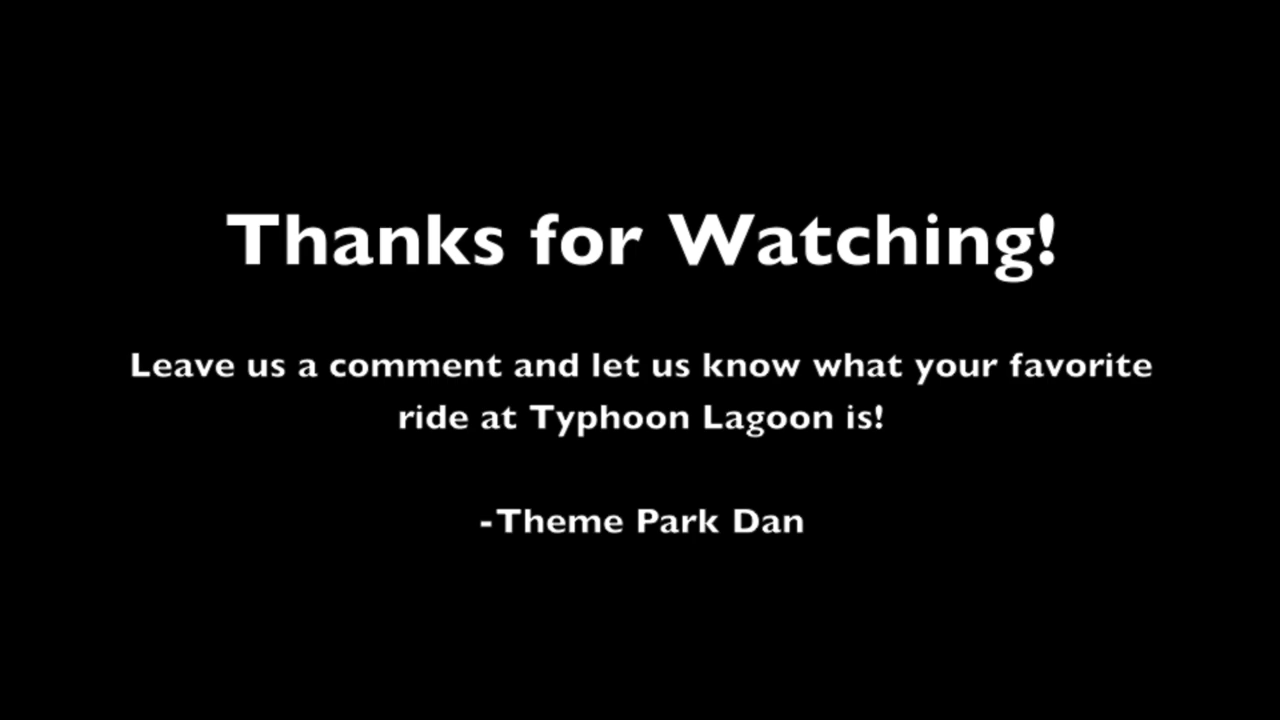 Thanks for Watching!
Leave us a comment and let us know what your favorite
ride at Typhoon Lagoon is!
-Theme Park Dan